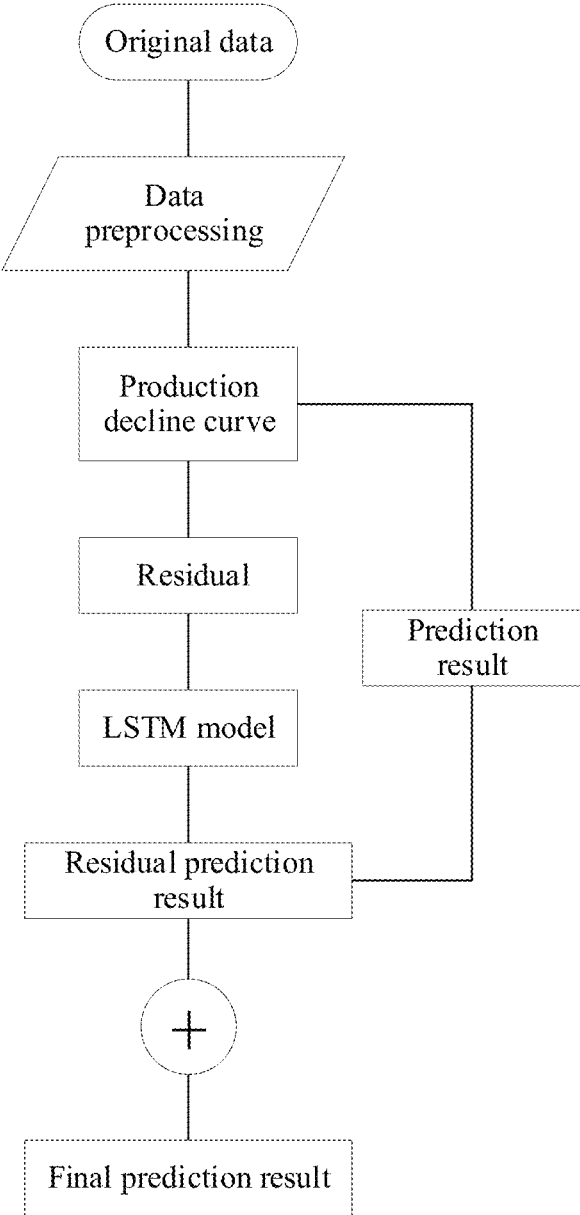 Original data
Data
preprocessing
Production
decline curve
Residual
Prediction
result
LSTM model
Residual prediction
result
+
Final prediction result